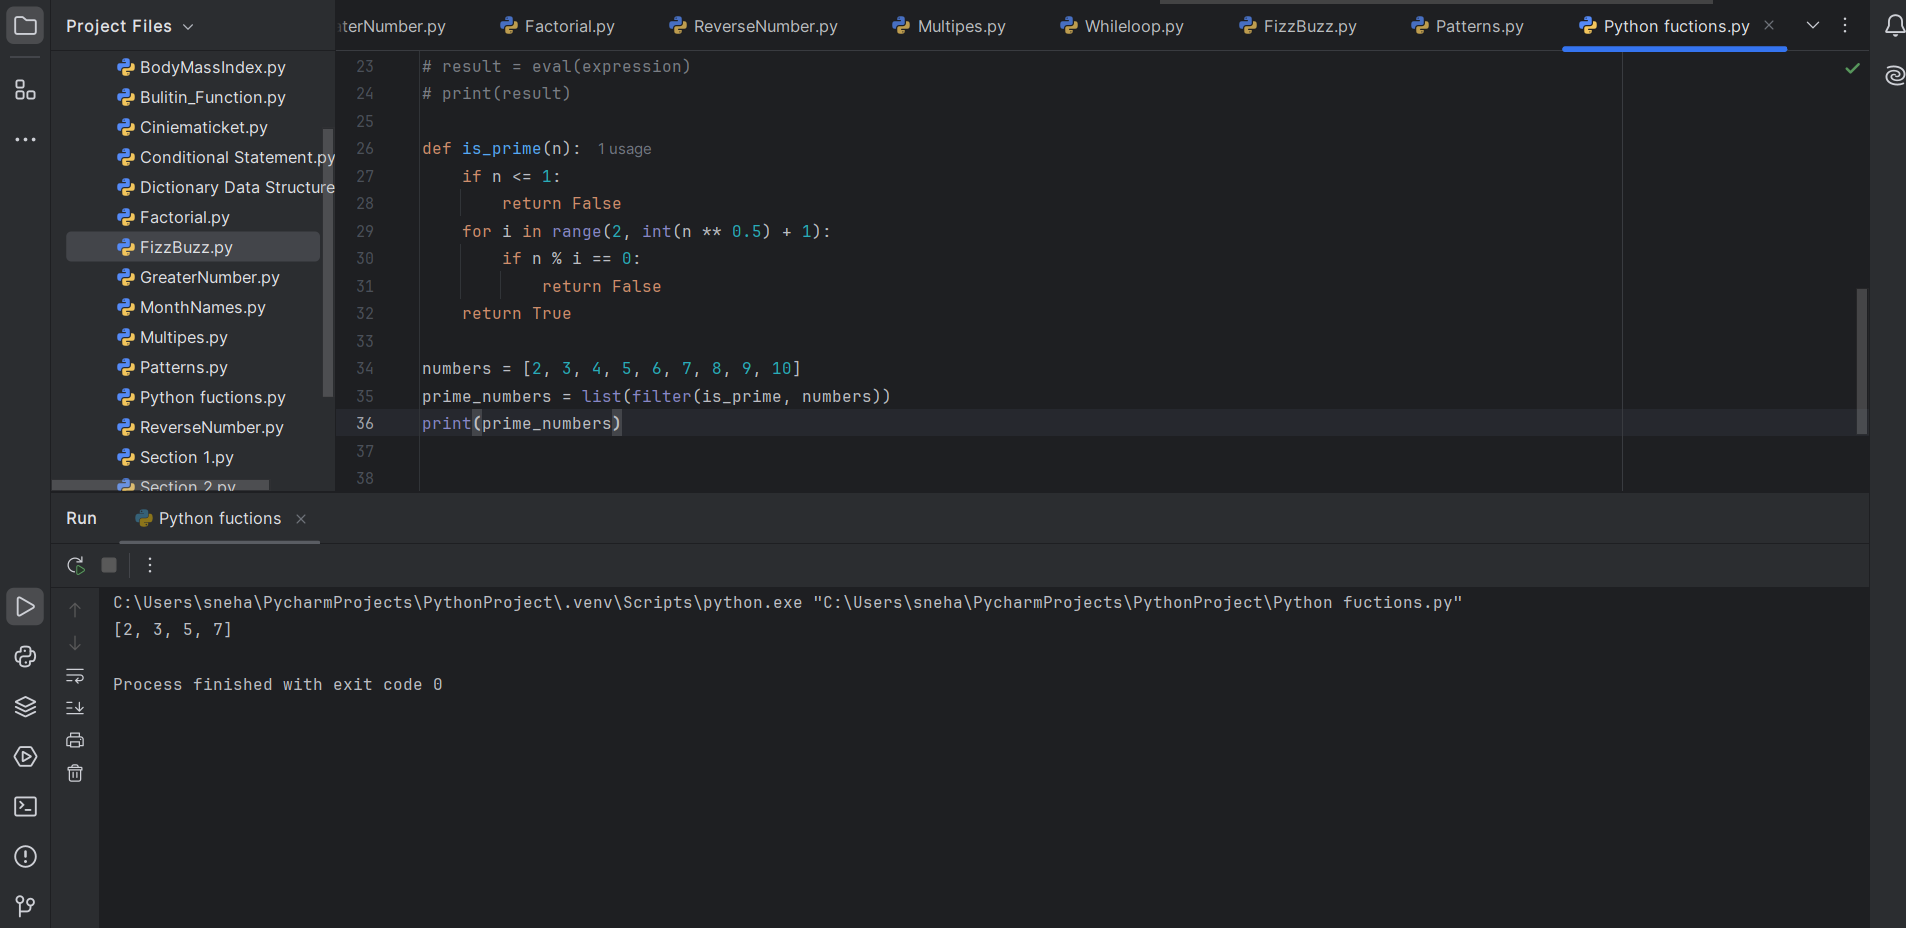 Project Files
terNumber.py Factorial.py ReverseNumber.py Multipes.py Whileloop.py FizzBuzz.py Patterns.py Python fuctions.py
BodyMassIndex.py
Bulitin_Function.py
Ciniematicket.py
Conditional Statement.py
Dictionary Data Structure
Factorial.py
FizzBuzz.py
GreaterNumber.py
MonthNames.py
Multipes.py
Patterns.py
Python fuctions.py
ReverseNumber.py
Section 1.py
Section 2.py
23 # result = eval(expression)
24 # print(result)
25
26 def is_prime(n): 1 usage
27     if n <= 1:
28         return False
29     for i in range(2, int(n ** 0.5) + 1):
30         if n % i == 0:
31             return False
32     return True
33
34 numbers = [2, 3, 4, 5, 6, 7, 8, 9, 10]
35 prime_numbers = list(filter(is_prime, numbers))
36 print(prime_numbers)
37
38
Run Python fuctions
C:\Users\sneha\PycharmProjects\PythonProject\.venv\Scripts\python.exe "C:\Users\sneha\PycharmProjects\PythonProject\Python fuctions.py"
[2, 3, 5, 7]
Process finished with exit code 0